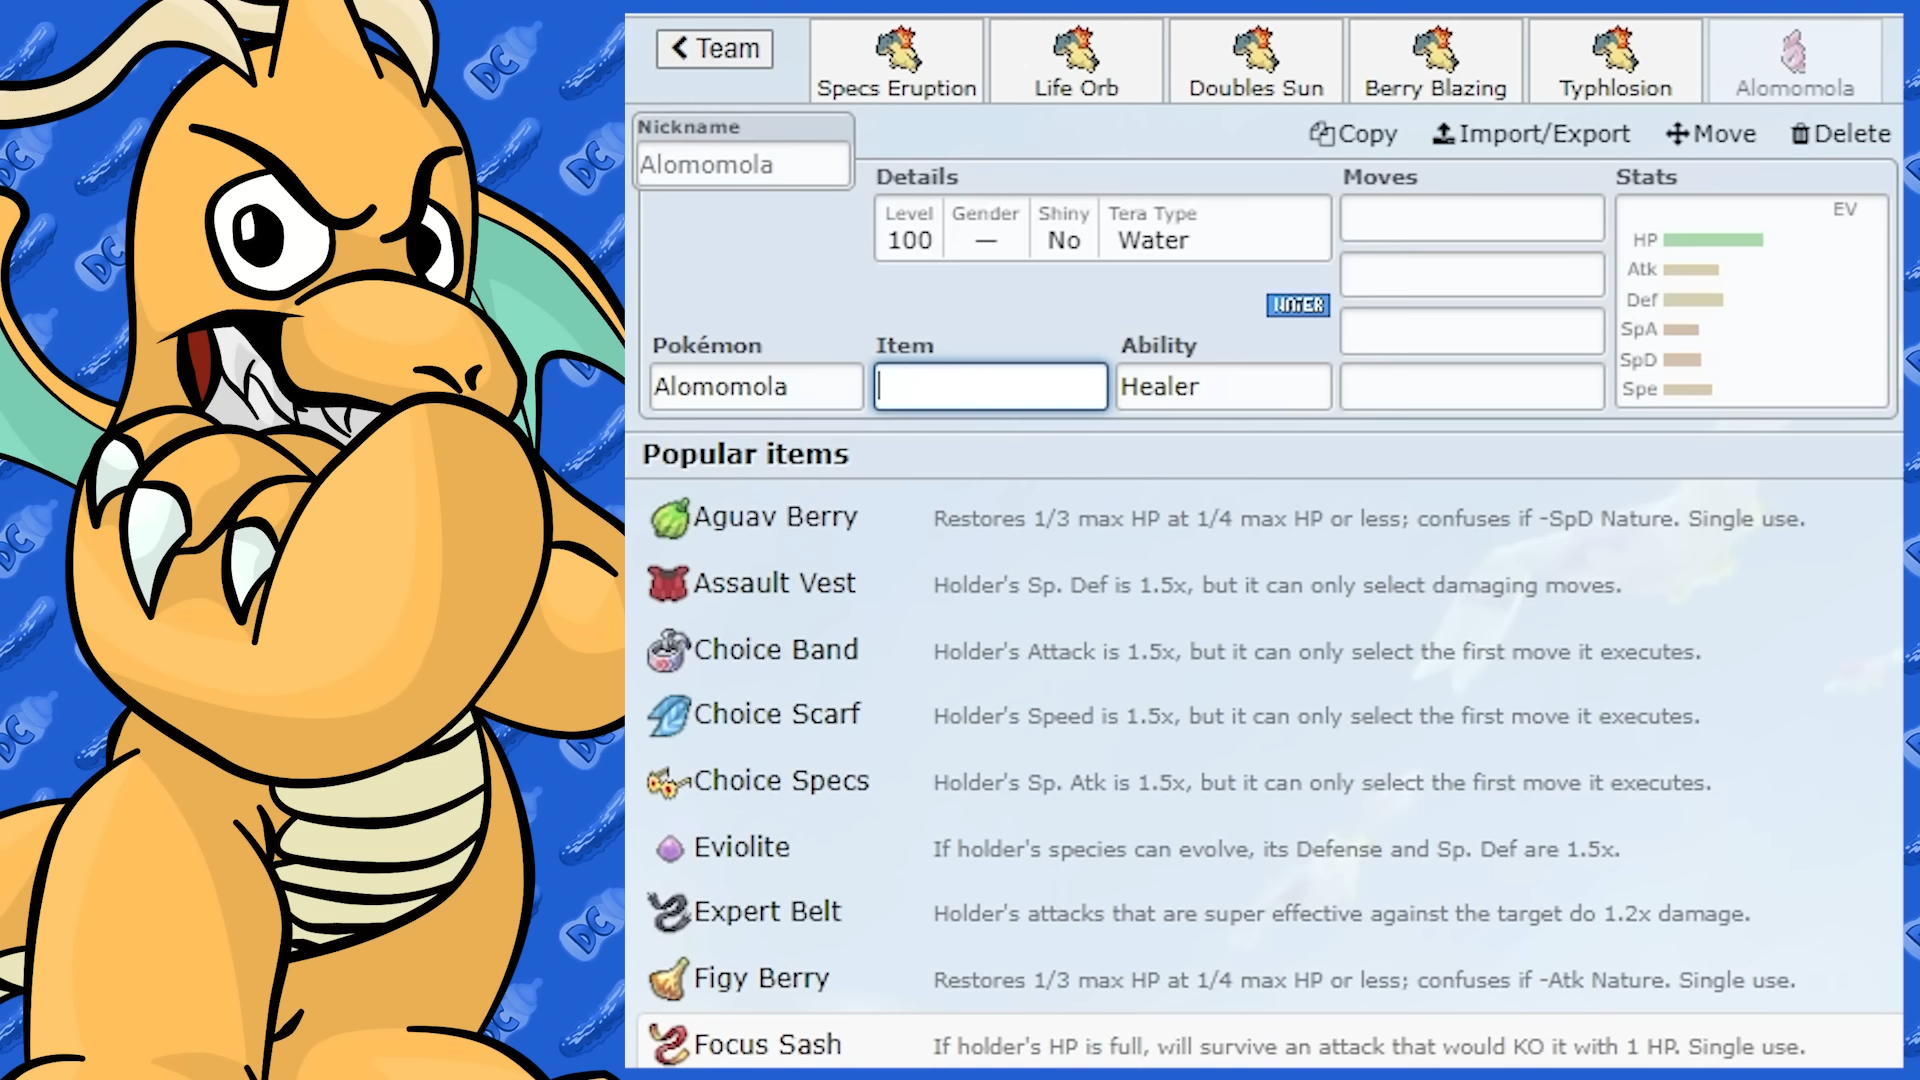 Team
Specs Eruption
Life Orb
Doubles Sun
Berry Blazing
Typhlosion
Alomomola
Nickname
Alomomola
Copy
Import/Export
Move
Delete
Details
Level
Gender
Shiny
Tera Type
100
—
No
Water
WATER
Pokémon
Alomomola
Item
Ability
Healer
Moves
Stats
EV
HP
Atk
Def
SpA
SpD
Spe
Popular items
Aguav Berry Restores 1/3 max HP at 1/4 max HP or less; confuses if -SpD Nature. Single use.
Assault Vest Holder's Sp. Def is 1.5x, but it can only select damaging moves.
Choice Band Holder's Attack is 1.5x, but it can only select the first move it executes.
Choice Scarf Holder's Speed is 1.5x, but it can only select the first move it executes.
Choice Specs Holder's Sp. Atk is 1.5x, but it can only select the first move it executes.
Eviolite If holder's species can evolve, its Defense and Sp. Def are 1.5x.
Expert Belt Holder's attacks that are super effective against the target do 1.2x damage.
Figy Berry Restores 1/3 max HP at 1/4 max HP or less; confuses if -Atk Nature. Single use.
Focus Sash If holder's HP is full, will survive an attack that would KO it with 1 HP. Single use.
DC
DC
DC
DC
DC
DC
DC